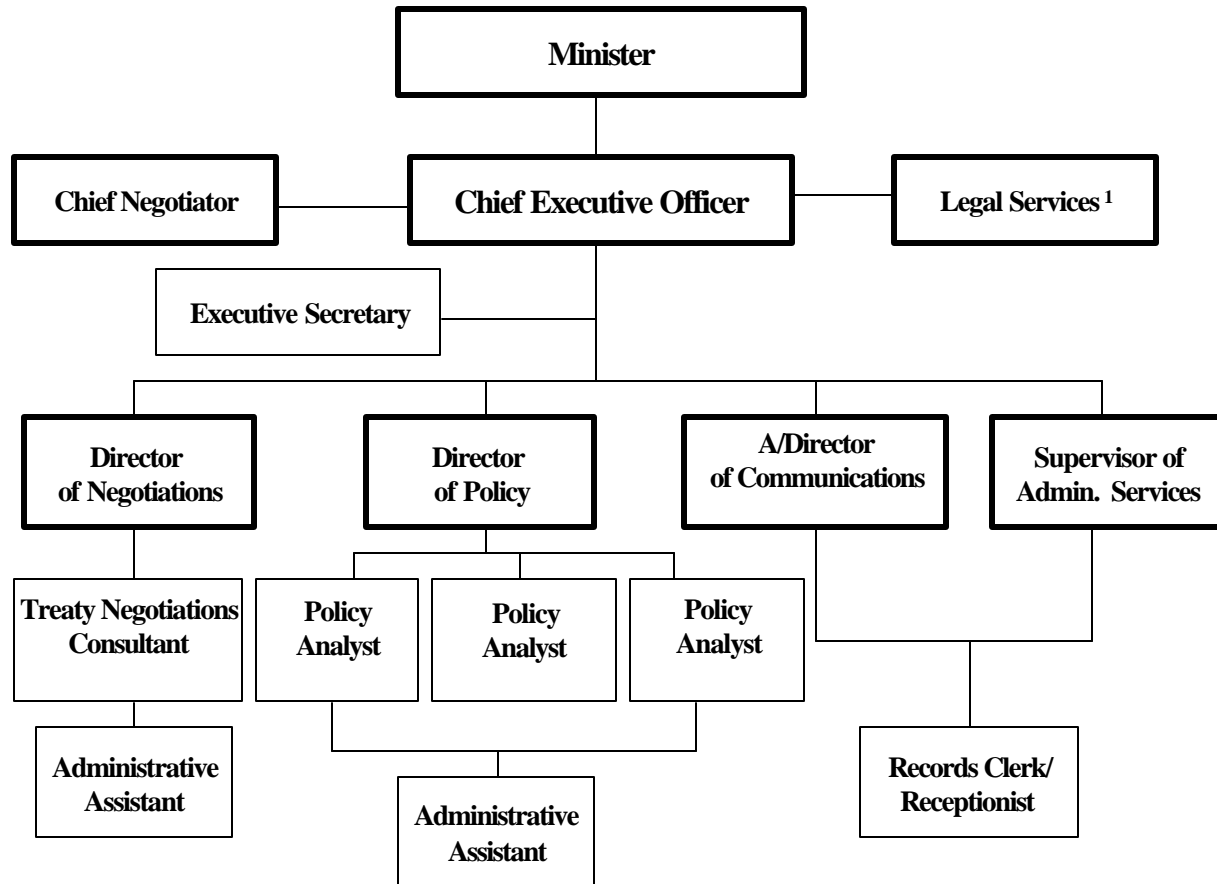 Minister
Chief Negotiator
Chief Executive Officer
Legal Services ¹
Executive Secretary
Director
of Negotiations
Director
of Policy
A/Director
of Communications
Supervisor of
Admin. Services
Treaty Negotiations
Consultant
Policy
Analyst
Policy
Analyst
Policy
Analyst
Administrative
Assistant
Administrative
Assistant
Records Clerk/
Receptionist